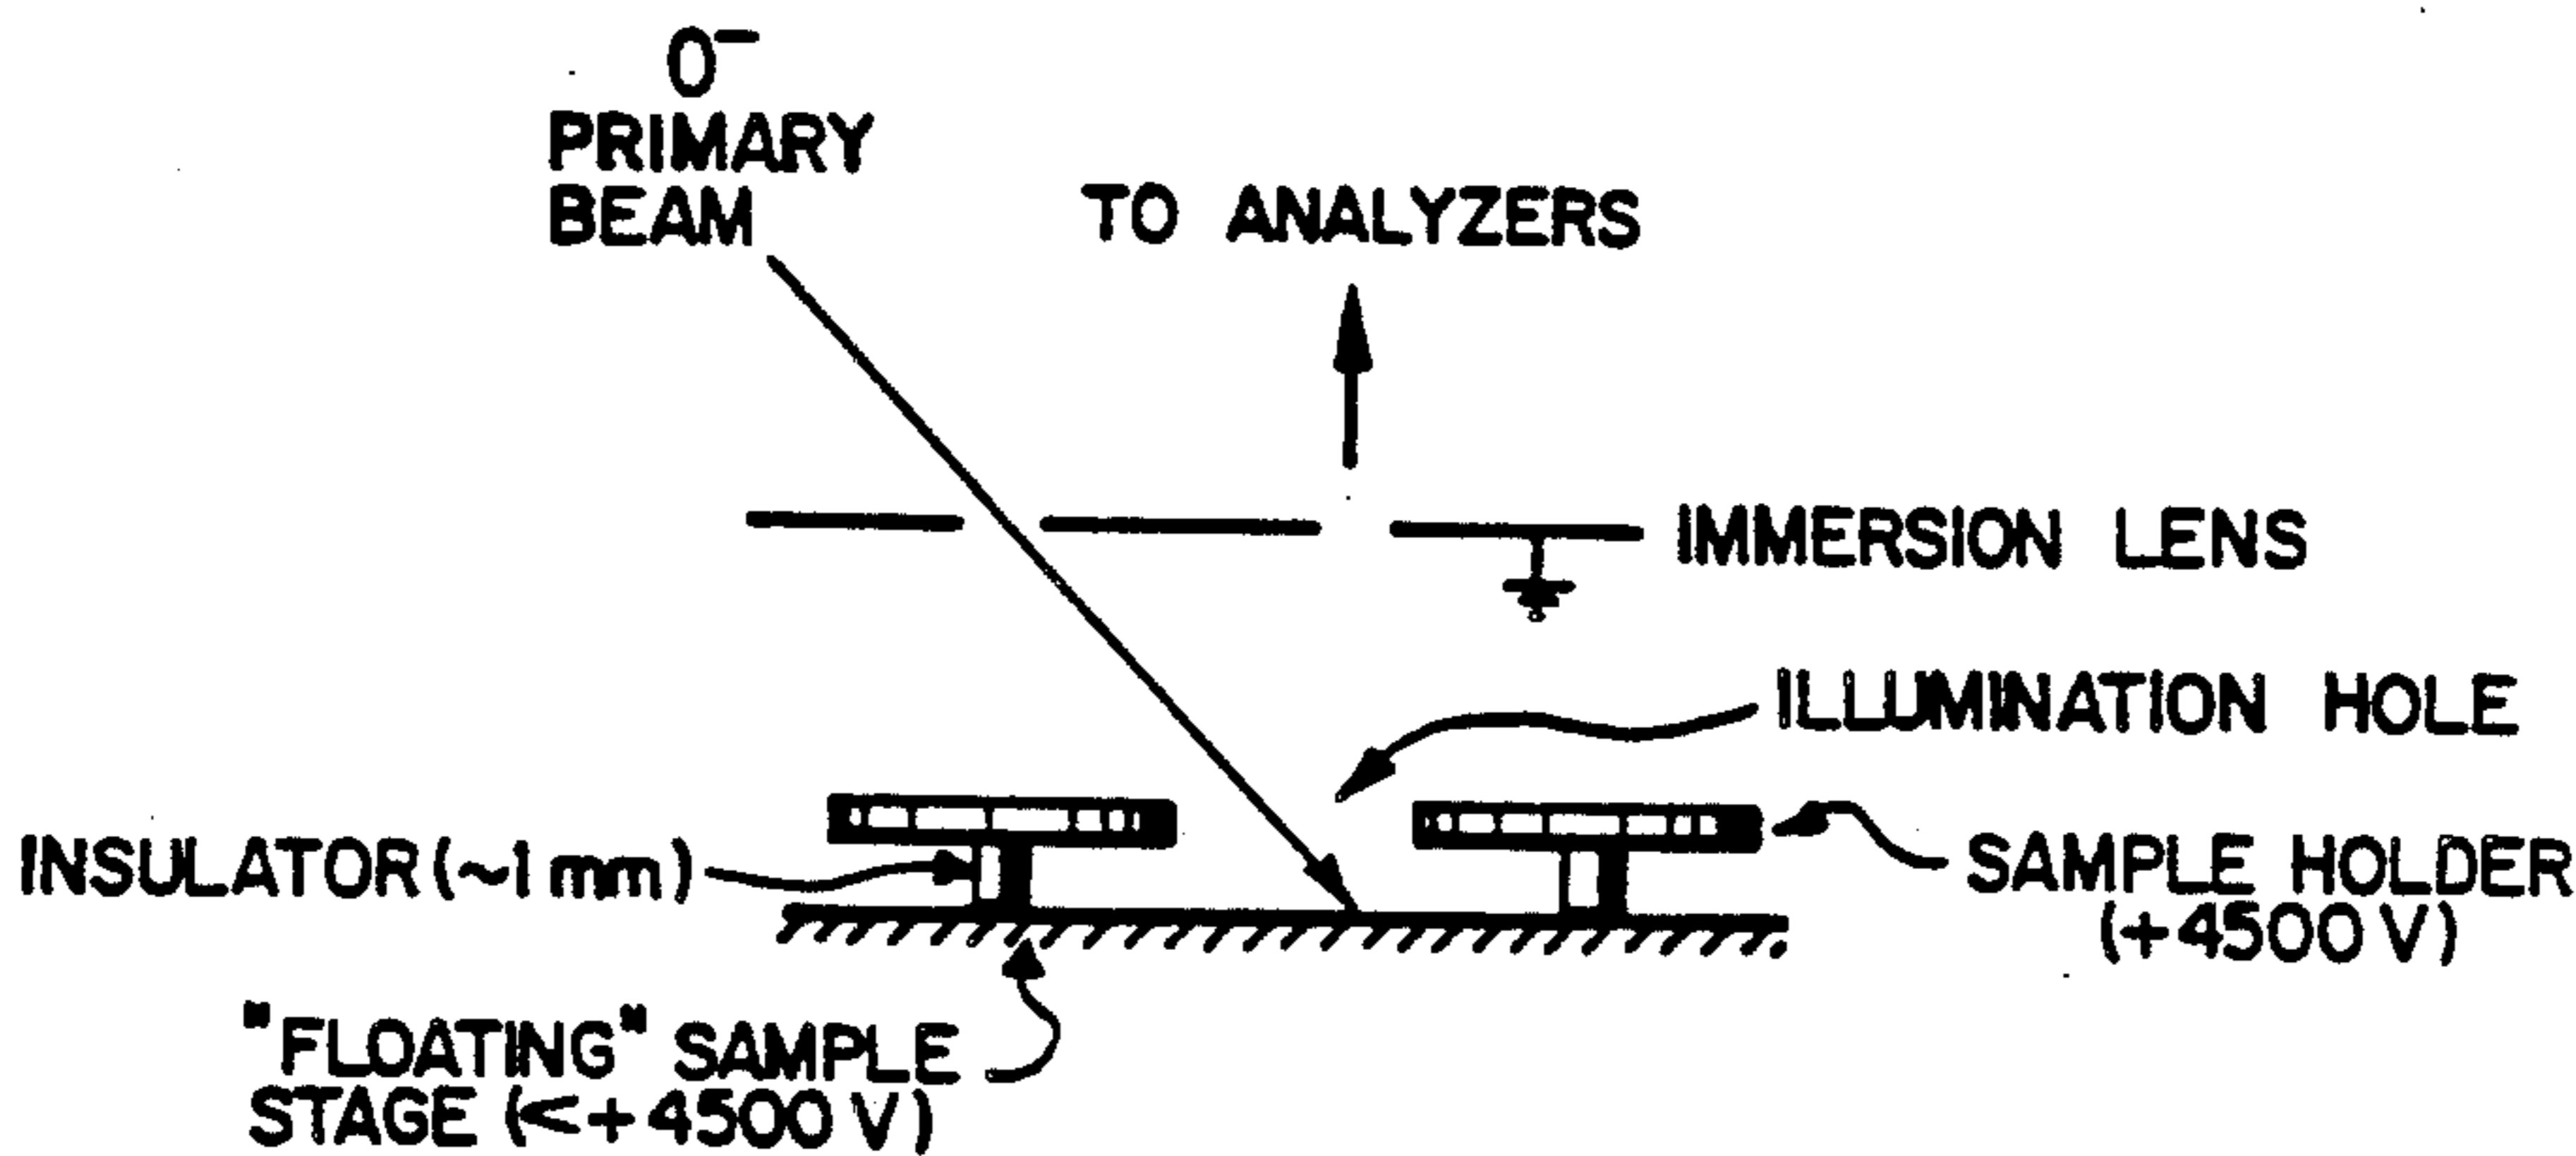 O⁻
PRIMARY
BEAM
TO ANALYZERS
IMMERSION LENS
ILLUMINATION HOLE
INSULATOR (~1 mm)
SAMPLE HOLDER
(+4500 V)
"FLOATING" SAMPLE
STAGE (<+4500 V)